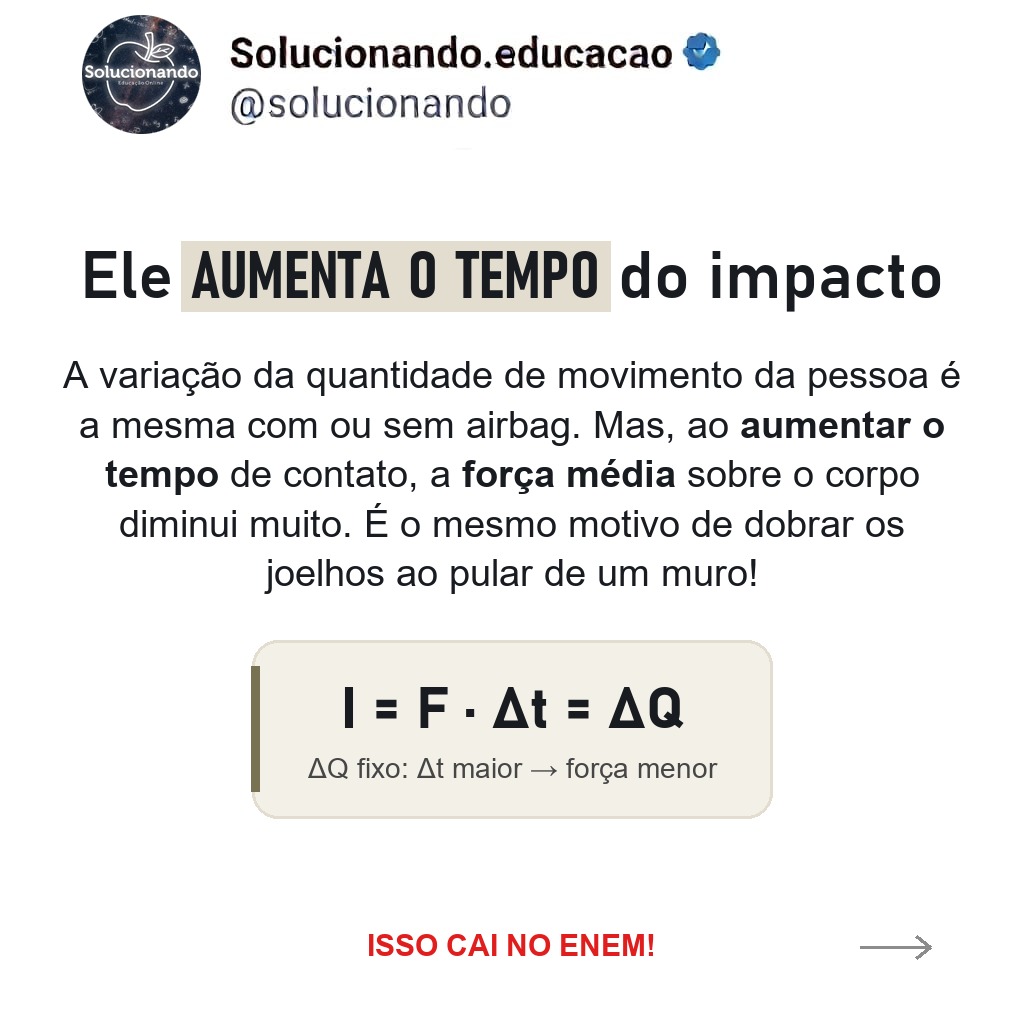 Solucionando
Educação Online
Solucionando.educacao
@solucionando
Ele AUMENTA O TEMPO do impacto
A variação da quantidade de movimento da pessoa é
a mesma com ou sem airbag. Mas, ao aumentar o
tempo de contato, a força média sobre o corpo
diminui muito. É o mesmo motivo de dobrar os
joelhos ao pular de um muro!
I = F · Δt = ΔQ
ΔQ fixo: Δt maior → força menor
ISSO CAI NO ENEM!